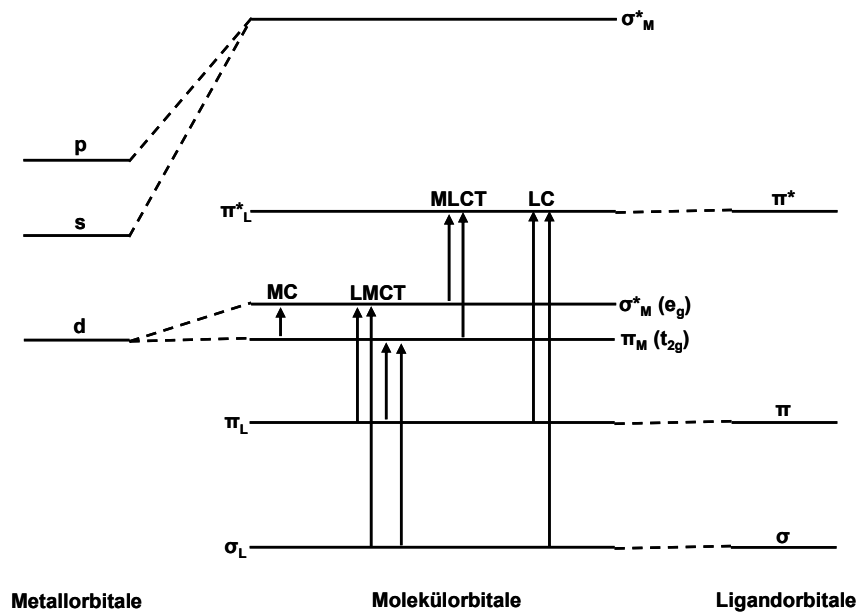 σ*M
p
s
π*L
MLCT LC
π*
MC LMCT
σ*M (eg)
d
πM (t2g)
πL
π
σL
σ
Metallorbitale Molekülorbitale Ligandorbitale